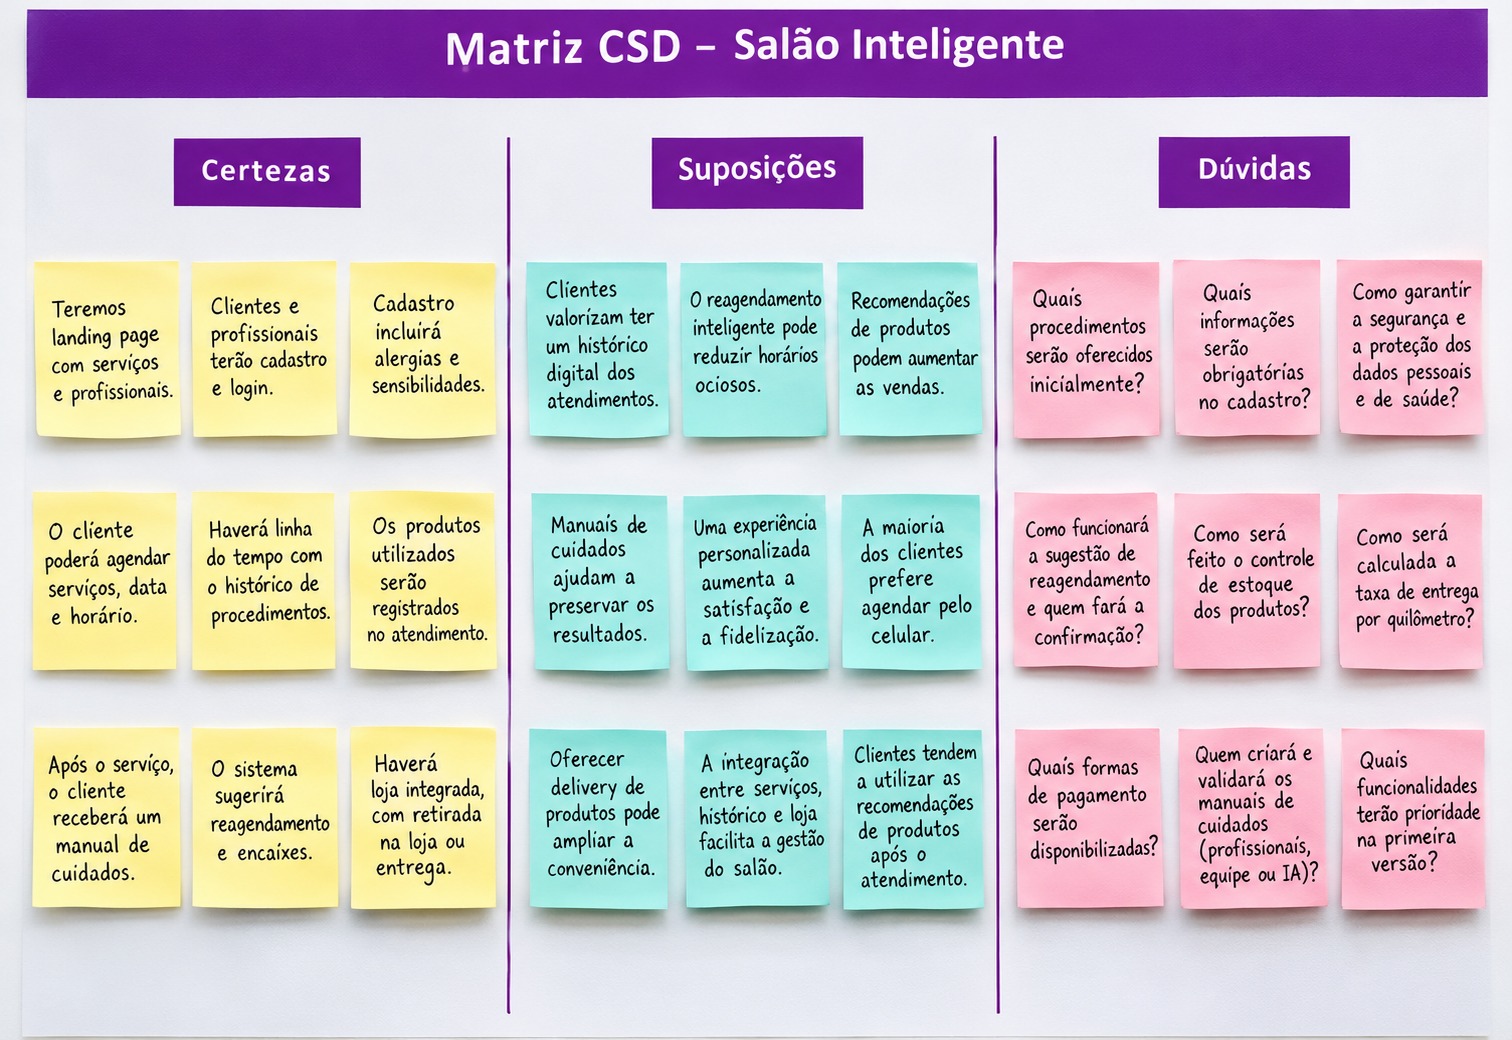 Matriz CSD – Salão Inteligente
Certezas
Teremos
landing page
com serviços
e profissionais.
Clientes e
profissionais
terão cadastro
e login.
Cadastro
incluirá
alergias e
sensibilidades.
O cliente
poderá agendar
serviços, data
e horário.
Haverá linha
do tempo com
o histórico de
procedimentos.
Os produtos
utilizados
serão
registrados
no atendimento.
Após o serviço,
o cliente
receberá um
manual de
cuidados.
O sistema
sugerirá
reagendamento
e encaixes.
Haverá
loja integrada,
com retirada
na loja ou
entrega.
Suposições
Clientes
valorizam ter
um histórico
digital dos
atendimentos.
O reagendamento
inteligente pode
reduzir horários
ociosos.
Recomendações
de produtos
podem aumentar
as vendas.
Manuais de
cuidados
ajudam a
preservar os
resultados.
Uma experiência
personalizada
aumenta a
satisfação e
a fidelização.
A maioria
dos clientes
prefere
agendar pelo
celular.
Oferecer
delivery de
produtos pode
ampliar a
conveniência.
A integração
entre serviços,
histórico e loja
facilita a gestão
do salão.
Clientes tendem
a utilizar as
recomendações
de produtos
após o
atendimento.
Dúvidas
Quais
procedimentos
serão oferecidos
inicialmente?
Quais
informações
serão
obrigatórias
no cadastro?
Como garantir
a segurança e
a proteção dos
dados pessoais
e de saúde?
Como funcionará
a sugestão de
reagendamento
e quem fará a
confirmação?
Como será
feito o controle
de estoque
dos produtos?
Como será
calculada a
taxa de entrega
por quilômetro?
Quais formas
de pagamento
serão
disponibilizadas?
Quem criará e
validará os
manuais de
cuidados
(profissionais,
equipe ou IA)?
Quais
funcionalidades
terão prioridade
na primeira
versão?